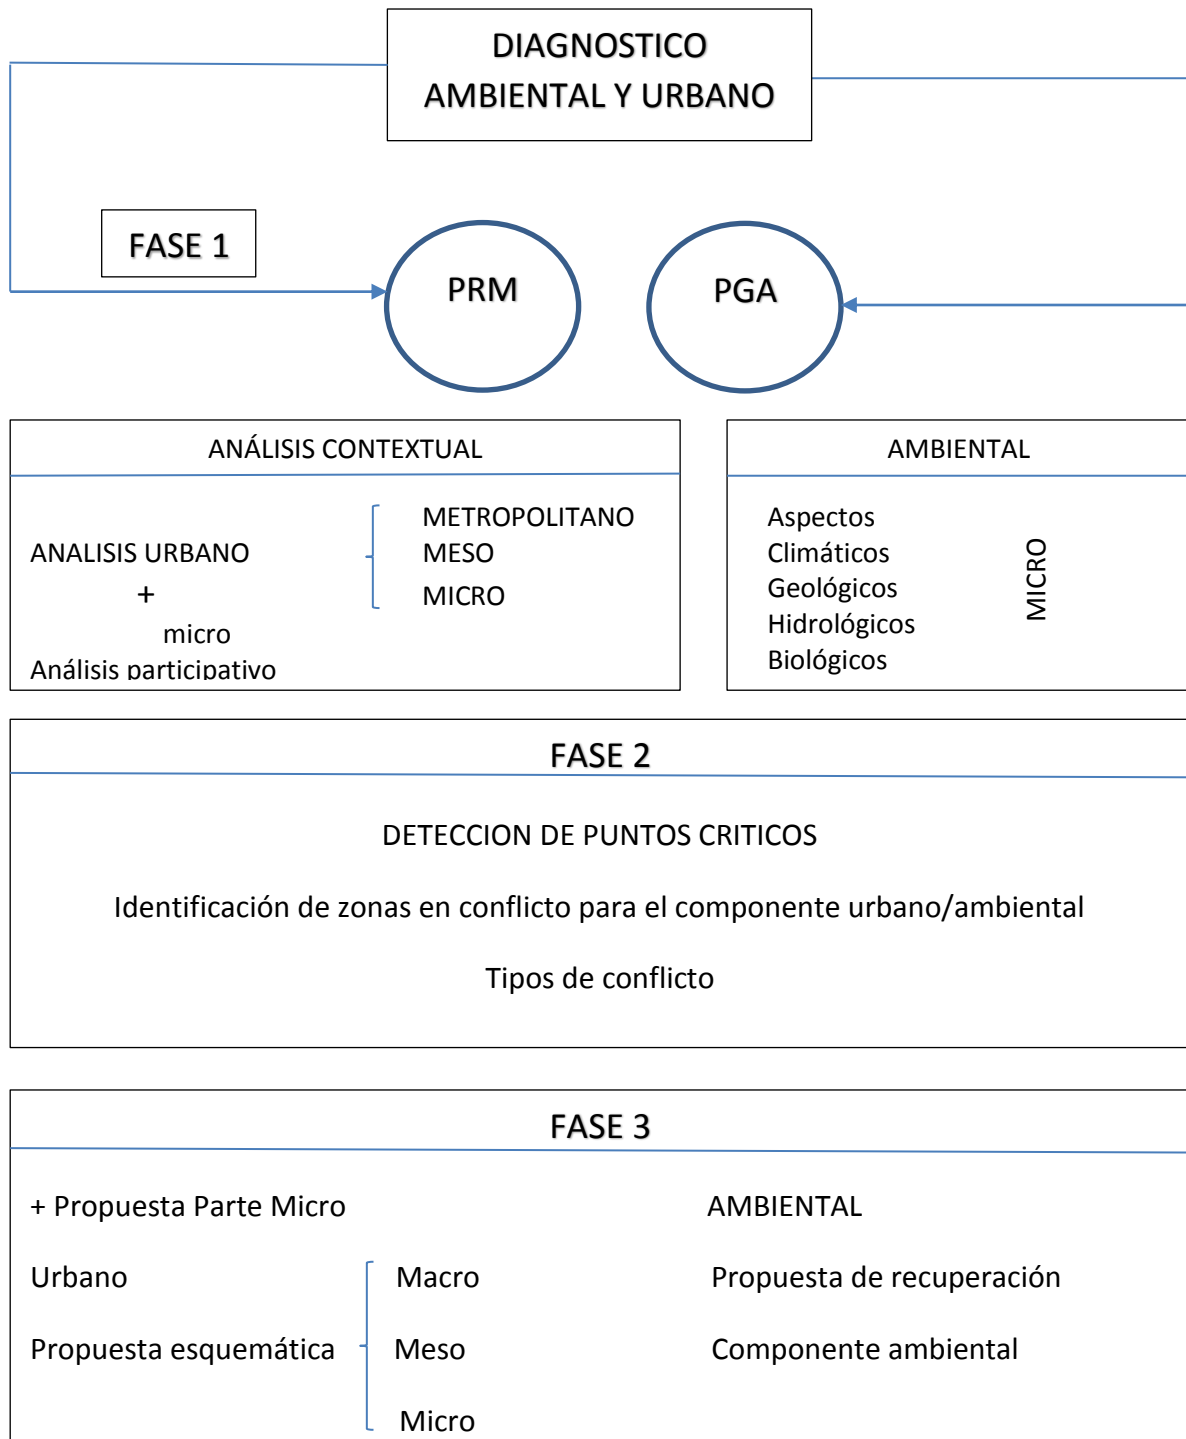 DIAGNOSTICO
AMBIENTAL Y URBANO
FASE 1
PRM
PGA
ANÁLISIS CONTEXTUAL
METROPOLITANO
ANALISIS URBANO
MESO
+
MICRO
micro
Análisis participativo
AMBIENTAL
Aspectos
Climáticos
Geológicos
Hidrológicos
Biológicos
MICRO
FASE 2
DETECCION DE PUNTOS CRITICOS
Identificación de zonas en conflicto para el componente urbano/ambiental
Tipos de conflicto
FASE 3
+ Propuesta Parte Micro
Urbano
Propuesta esquemática
Macro
Meso
Micro
AMBIENTAL
Propuesta de recuperación
Componente ambiental